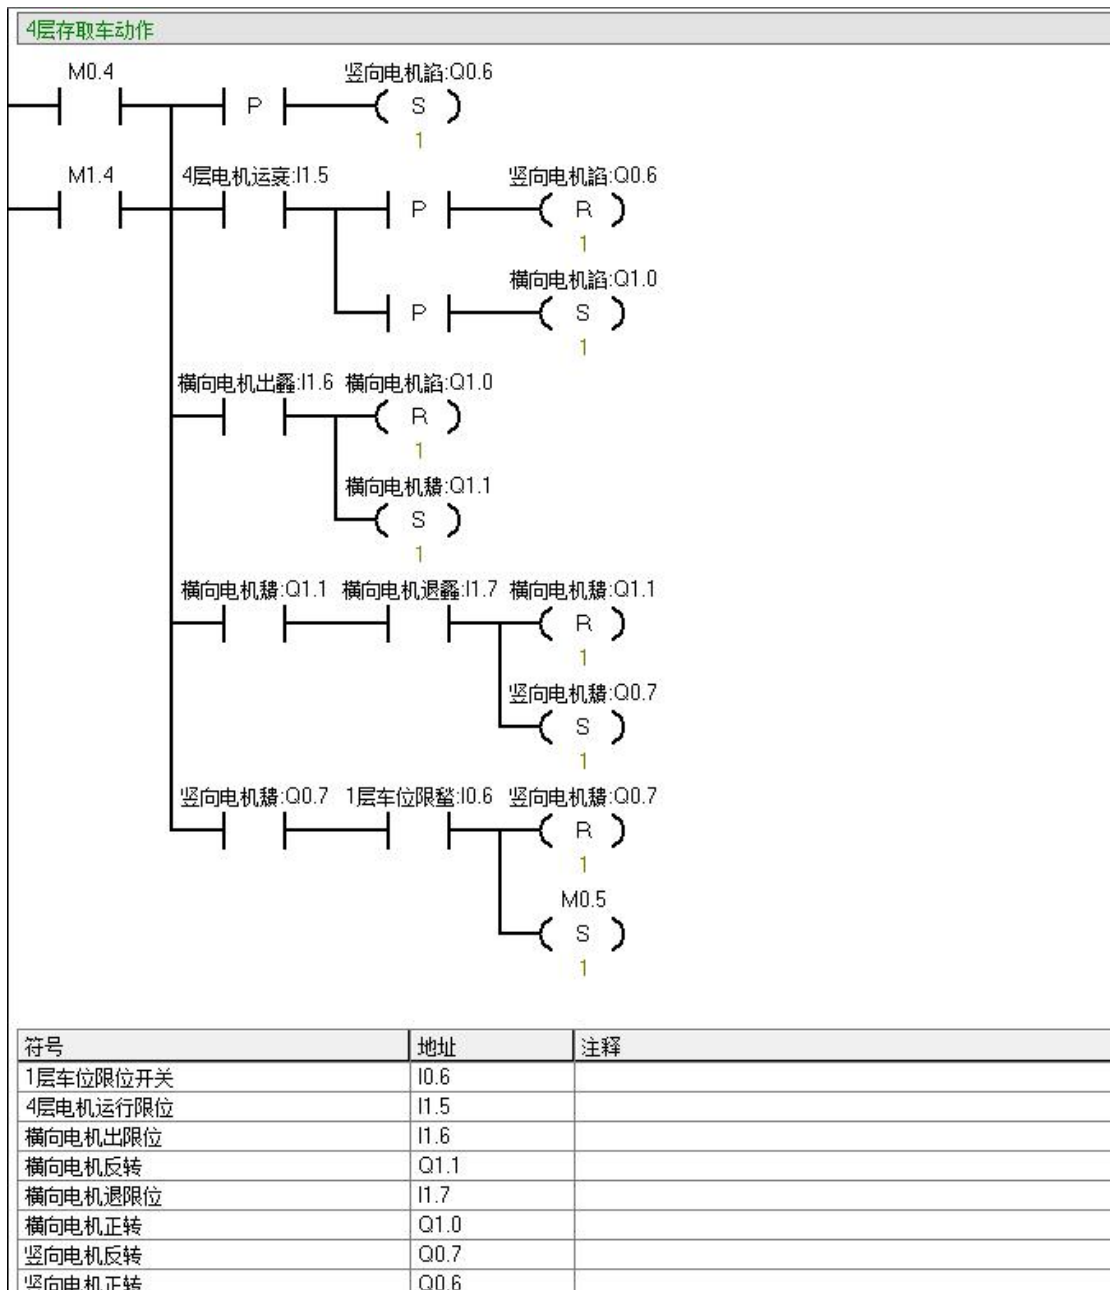 4层存取车动作
M0.4 竖向电机諂:Q0.6
P S
1
M1.4 4层电机运:I1.5 竖向电机諂:Q0.6
P R
1
横向电机諂:Q1.0
P S
1
横向电机出:I1.6 横向电机諂:Q1.0
R
1
横向电机:Q1.1
S
1
横向电机:Q1.1 横向电机退:I1.7 横向电机:Q1.1
R
1
竖向电机:Q0.7
S
1
竖向电机:Q0.7 1层车位限:I0.6 竖向电机:Q0.7
R
1
M0.5
S
1
符号 地址 注释
1层车位限位开关 I0.6
4层电机运行限位 I1.5
横向电机出限位 I1.6
横向电机反转 Q1.1
横向电机退限位 I1.7
横向电机正转 Q1.0
竖向电机反转 Q0.7
竖向电机正转 Q0.6